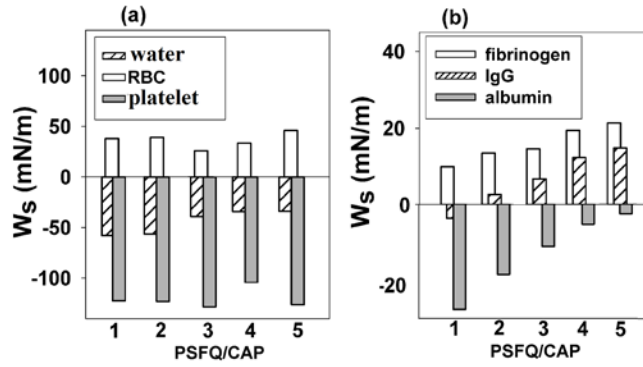 (a)
water
RBC
platelet
100
50
0
-50
-100
Ws (mN/m)
1 2 3 4 5
PSFQ/CAP
(b)
fibrinogen
IgG
albumin
40
20
0
-20
Ws (mN/m)
1 2 3 4 5
PSFQ/CAP